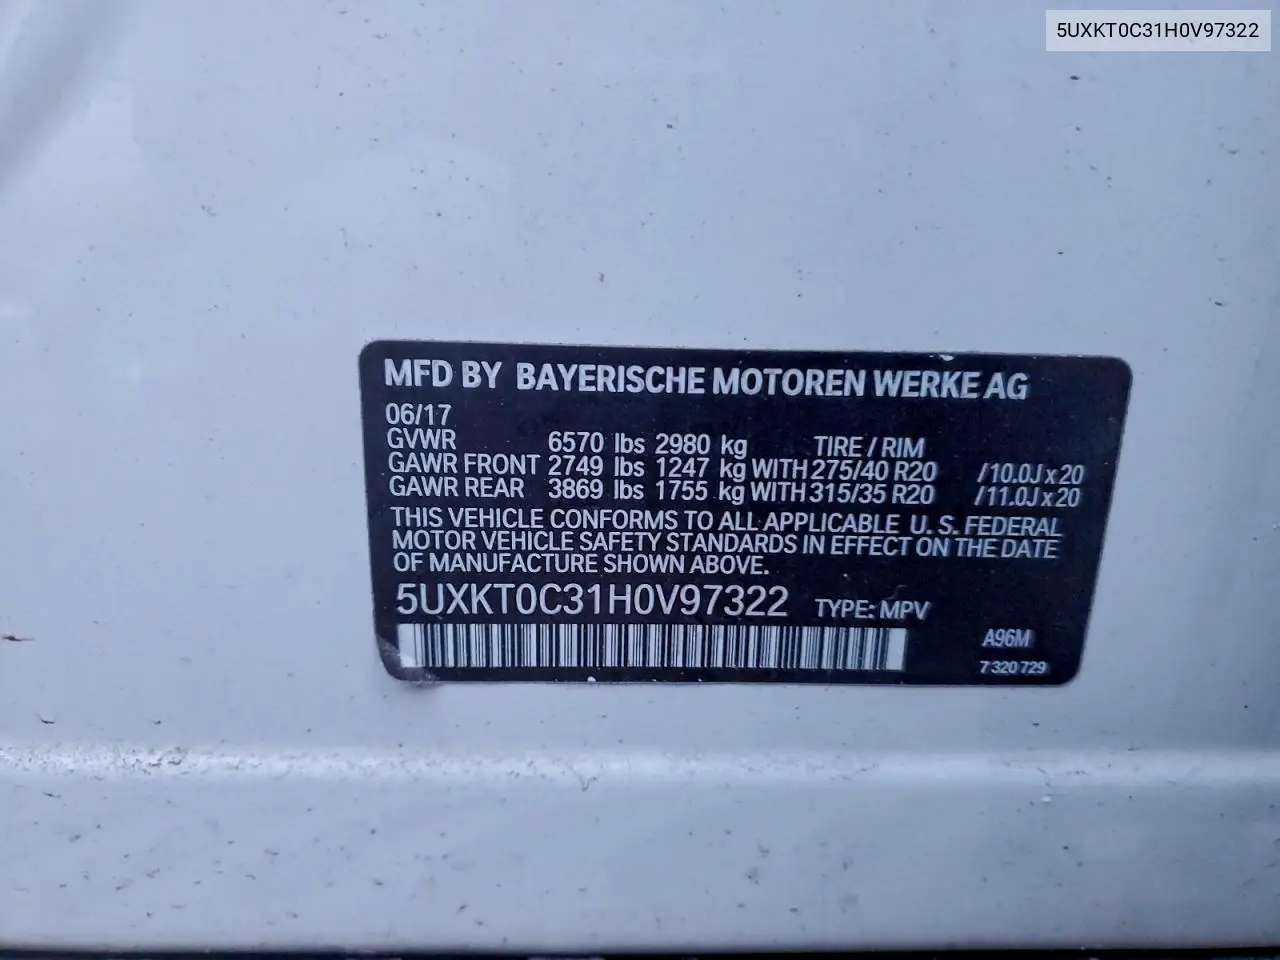 5UXKT0C31H0V97322
MFD BY BAYERISCHE MOTOREN WERKE AG
06/17
GVWR 6570 lbs 2980 kg TIRE / RIM
GAWR FRONT 2749 lbs 1247 kg WITH 275/40 R20 /10.0J x 20
GAWR REAR 3869 lbs 1755 kg WITH 315/35 R20 /11.0J x 20
THIS VEHICLE CONFORMS TO ALL APPLICABLE U.S. FEDERAL
MOTOR VEHICLE SAFETY STANDARDS IN EFFECT ON THE DATE
OF MANUFACTURE SHOWN ABOVE.
5UXKT0C31H0V97322 TYPE: MPV
A96M
7 320 729